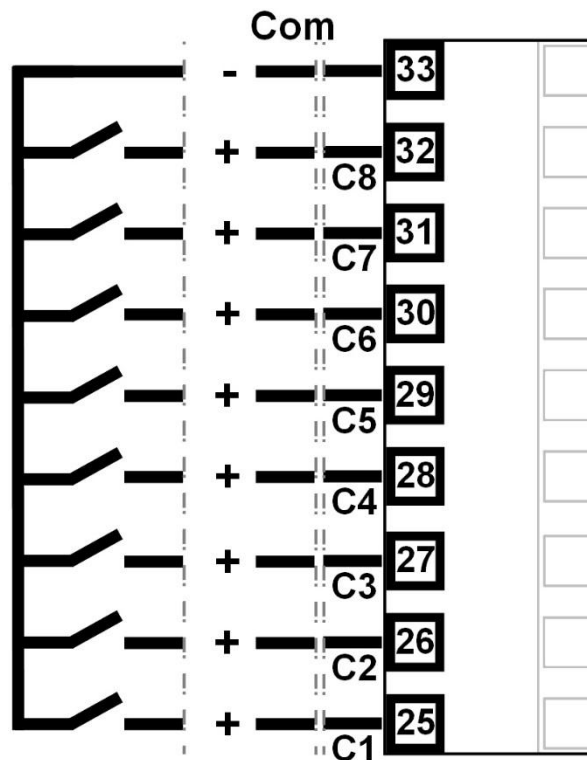 Com
- 33
+ 32
C8
+ 31
C7
+ 30
C6
+ 29
C5
+ 28
C4
+ 27
C3
+ 26
C2
+ 25
C1